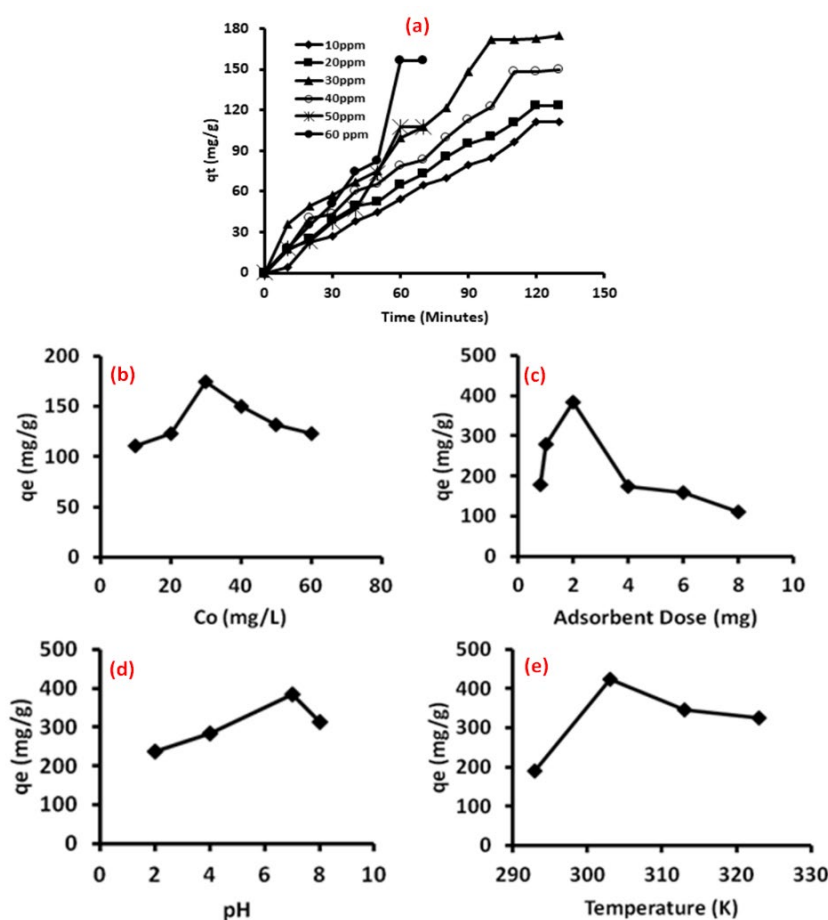 (a)
180
150
120
90
60
30
0
qt (mg/g)
10ppm
20ppm
30ppm
40ppm
50ppm
60 ppm
0 30 60 90 120 150
Time (Minutes)
(b)
200
150
100
50
0
qe (mg/g)
0 20 40 60 80
Co (mg/L)
(c)
500
400
300
200
100
0
qe (mg/g)
0 2 4 6 8 10
Adsorbent Dose (mg)
(d)
500
400
300
200
100
0
qe (mg/g)
0 2 4 6 8 10
pH
(e)
500
400
300
200
100
0
qe (mg/g)
290 300 310 320 330
Temperature (K)